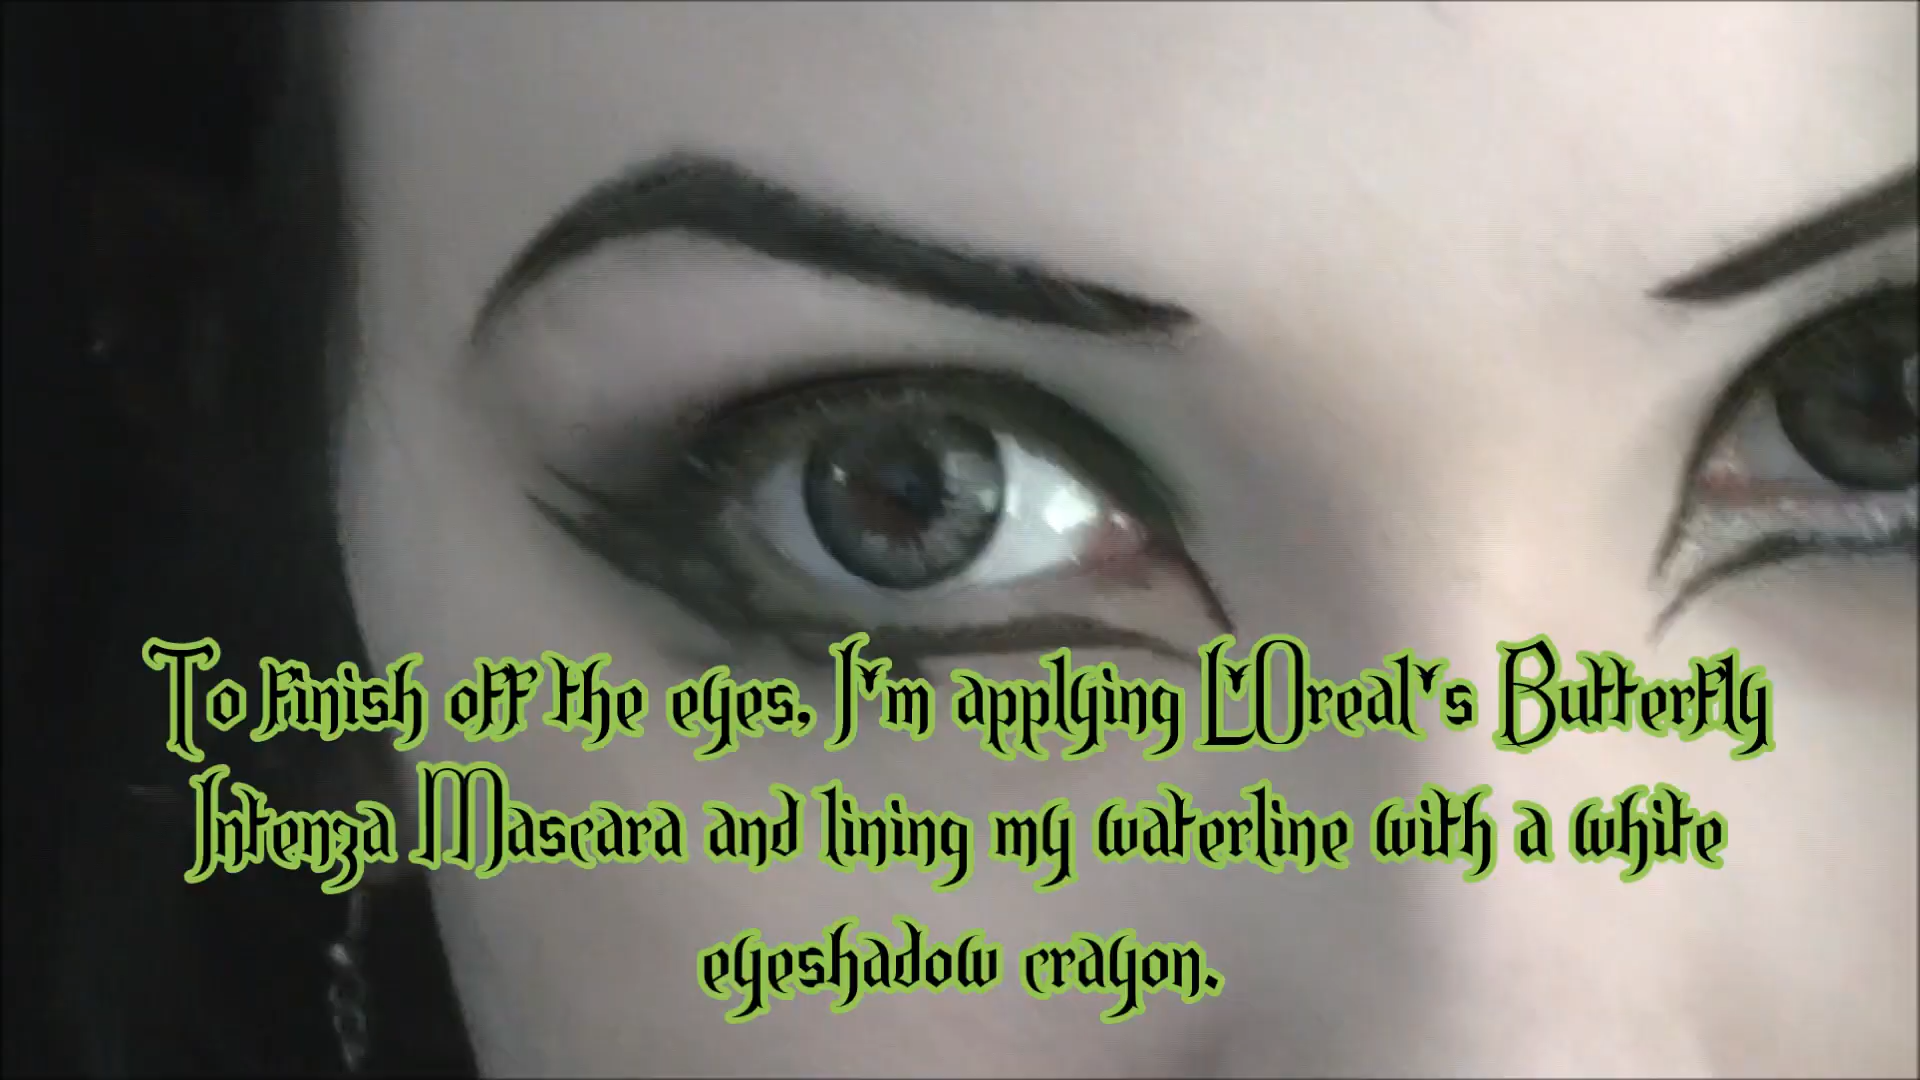 To finish off the eyes, I'm applying L'Oreal's Butterfly
Intenza Mascara and lining my waterline with a white
eyeshadow crayon.